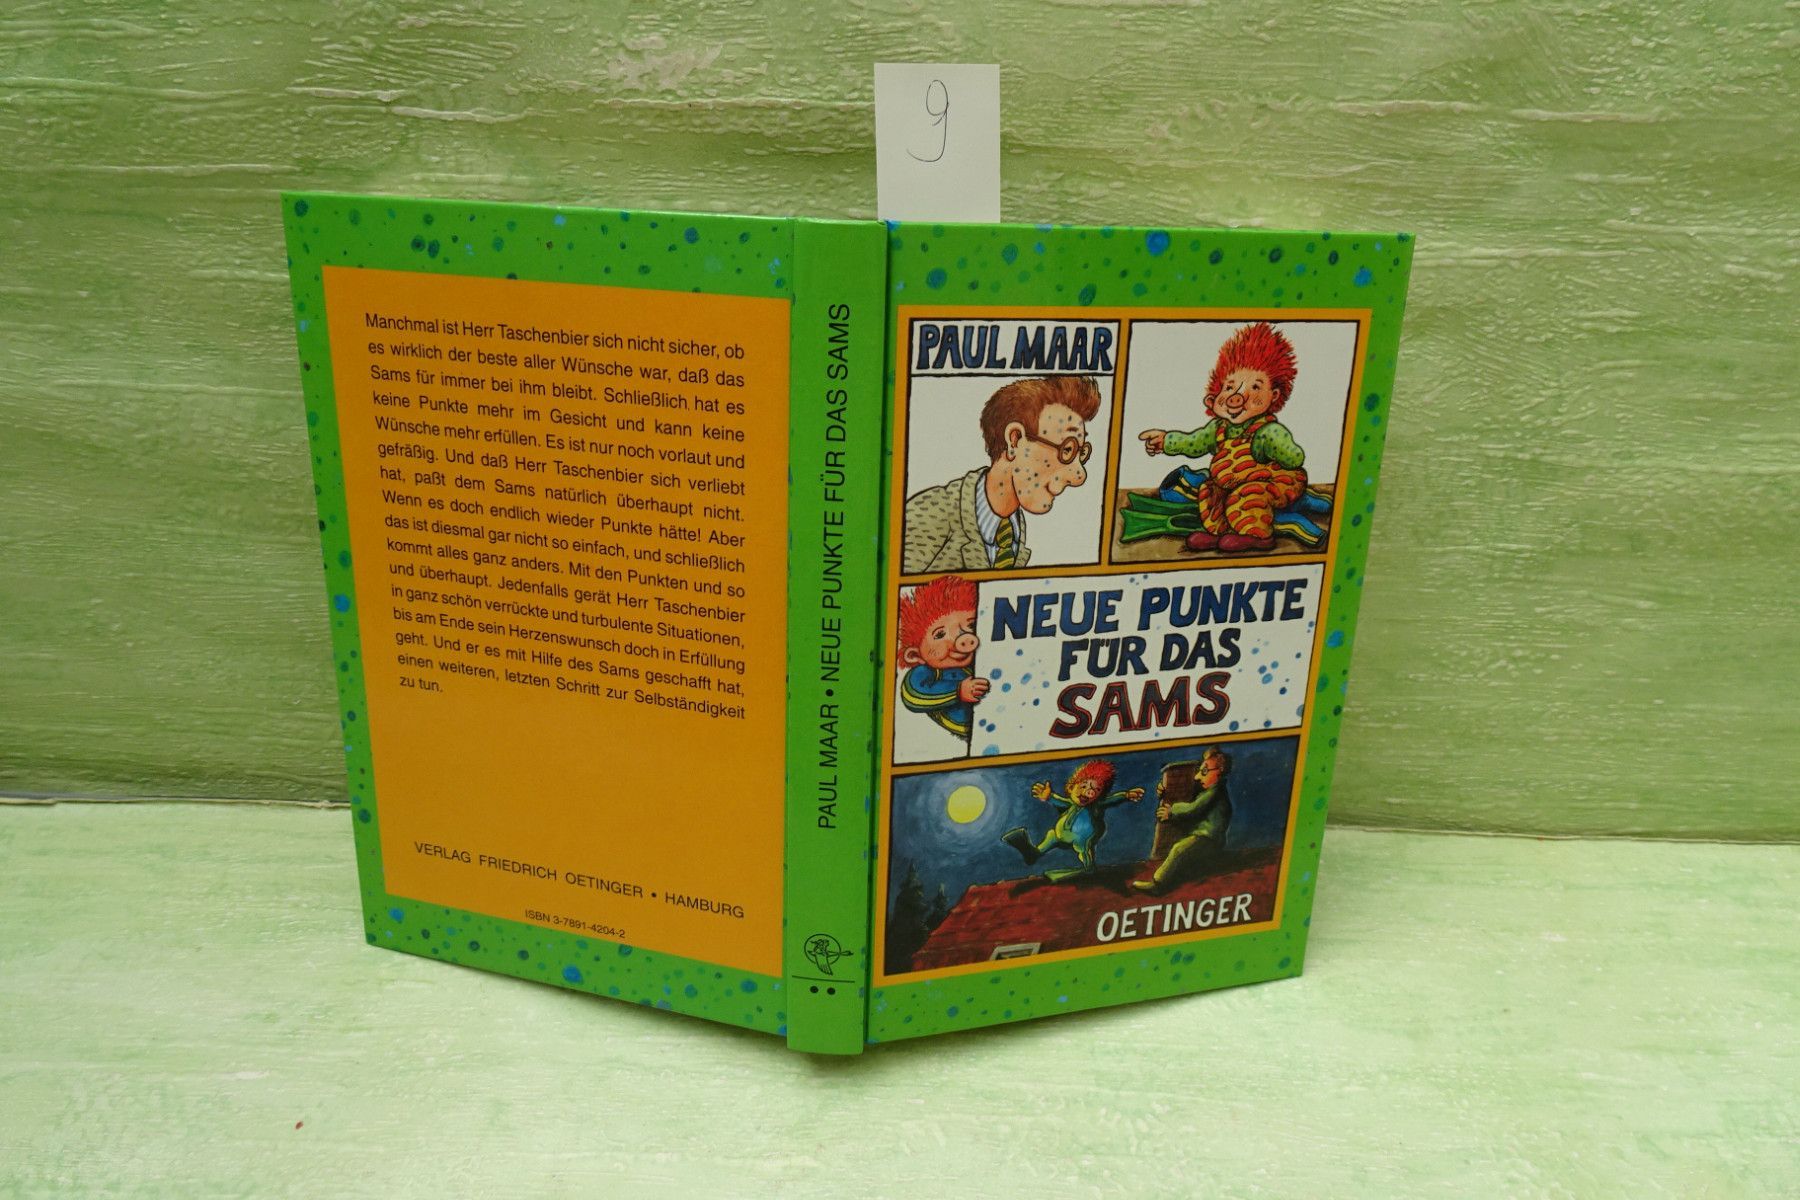 9
Manchmal ist Herr Taschenbier sich nicht sicher, ob
es wirklich der beste aller Wünsche war, daß das
Sams für immer bei ihm bleibt. Schließlich hat es
keine Punkte mehr im Gesicht und kann keine
Wünsche mehr erfüllen. Es ist nur noch vorlaut und
gefräßig. Und daß Herr Taschenbier sich verliebt
hat, paßt dem Sams natürlich überhaupt nicht.
Wenn es doch endlich wieder Punkte hätte! Aber
das ist diesmal gar nicht so einfach, und schließlich
kommt alles ganz anders. Mit den Punkten und so
und überhaupt. Jedenfalls gerät Herr Taschenbier
in ganz schön verrückte und turbulente Situationen,
bis am Ende sein Herzenswunsch doch in Erfüllung
geht. Und er es mit Hilfe des Sams geschafft hat,
einen weiteren, letzten Schritt zur Selbständigkeit
zu tun.
VERLAG FRIEDRICH OETINGER • HAMBURG
ISBN 3-7891-4204-2
PAUL MAAR • NEUE PUNKTE FÜR DAS SAMS
PAUL MAAR
NEUE PUNKTE
FÜR DAS
SAMS
OETINGER